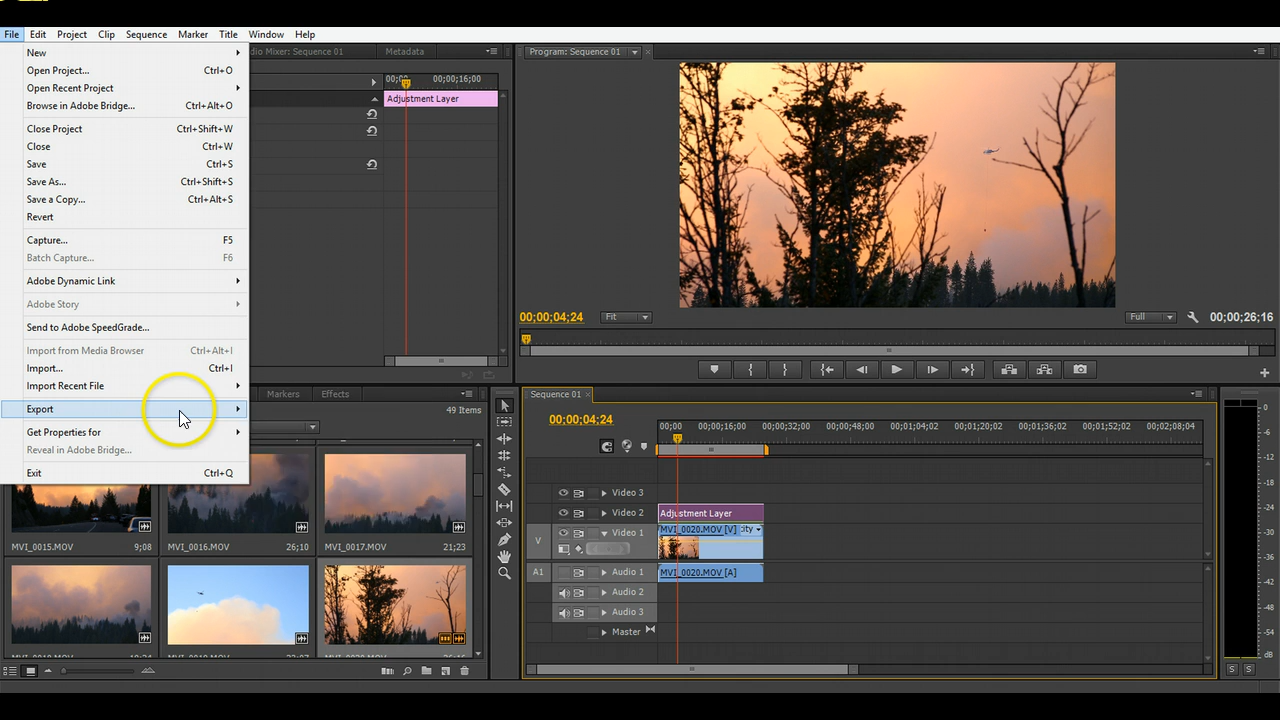 File Edit Project Clip Sequence Marker Title Window Help
New
Open Project... Ctrl+O
Open Recent Project
Browse in Adobe Bridge... Ctrl+Alt+O
Close Project Ctrl+Shift+W
Close Ctrl+W
Save Ctrl+S
Save As... Ctrl+Shift+S
Save a Copy... Ctrl+Alt+S
Revert
Capture... F5
Batch Capture... F6
Adobe Dynamic Link
Adobe Story
Send to Adobe SpeedGrade...
Import from Media Browser Ctrl+Alt+I
Import... Ctrl+I
Import Recent File
Export
Get Properties for
Reveal in Adobe Bridge...
Exit Ctrl+Q
dio Mixer: Sequence 01 Metadata
00;00 00;00;16;00
Adjustment Layer
Program: Sequence 01
00;00;04;24 Fit Full 00;00;26;16
Markers Effects
49 Items
MVI_0015.MOV 9;08 MVI_0016.MOV 26;10 MVI_0017.MOV 21;23
Sequence 01
00;00;04;24
00;00 00;00;16;00 00;00;32;00 00;00;48;00 00;01;04;02 00;01;20;02 00;01;36;02 00;01;52;02 00;02;08;04
Video 3
Video 2 Adjustment Layer
V Video 1 MVI_0020.MOV [V] ity
A1 Audio 1 MVI_0020.MOV [A]
Audio 2
Audio 3
Master
0
-6
-12
-18
-24
-30
-36
-42
-48
-54
dB
S S